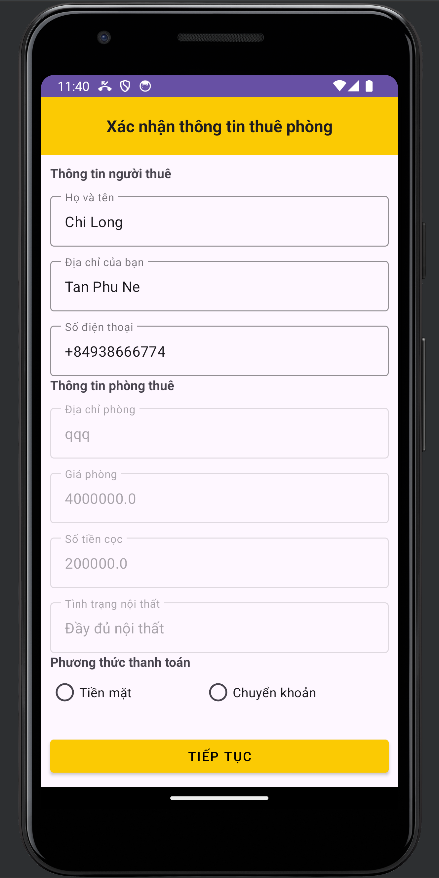 11:40
Xác nhận thông tin thuê phòng
Thông tin người thuê
Họ và tên
Chi Long
Địa chỉ của bạn
Tan Phu Ne
Số điện thoại
+84938666774
Thông tin phòng thuê
Địa chỉ phòng
qqq
Giá phòng
4000000.0
Số tiền cọc
200000.0
Tình trạng nội thất
Đầy đủ nội thất
Phương thức thanh toán
Tiền mặt
Chuyển khoản
TIẾP TỤC